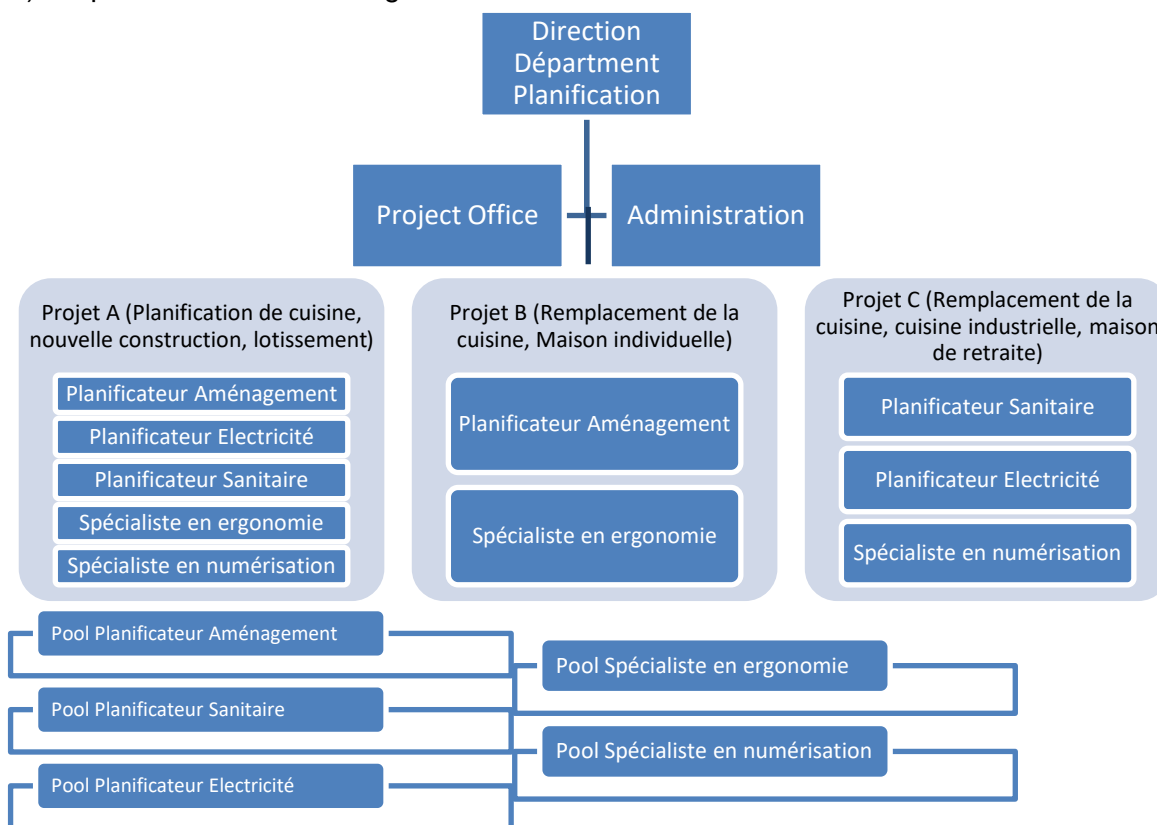 Direction
Départment
Planification
Project Office
Administration
Projet A (Planification de cuisine,
nouvelle construction, lotissement)
Planificateur Aménagement
Planificateur Electricité
Planificateur Sanitaire
Spécialiste en ergonomie
Spécialiste en numérisation
Projet B (Remplacement de la
cuisine, Maison individuelle)
Planificateur Aménagement
Spécialiste en ergonomie
Projet C (Remplacement de la
cuisine, cuisine industrielle, maison
de retraite)
Planificateur Sanitaire
Planificateur Electricité
Spécialiste en numérisation
Pool Planificateur Aménagement
Pool Spécialiste en ergonomie
Pool Planificateur Sanitaire
Pool Spécialiste en numérisation
Pool Planificateur Electricité